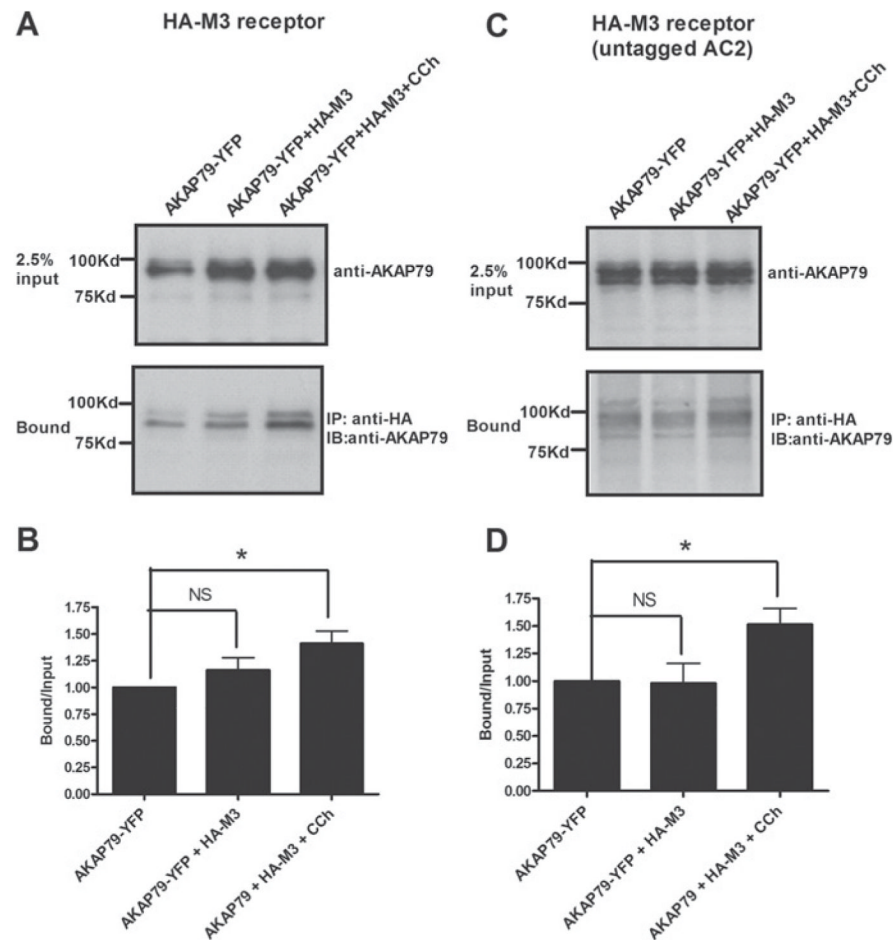 A
HA-M3 receptor
AKAP79-YFP
AKAP79-YFP+HA-M3
AKAP79-YFP+HA-M3+CCh
2.5%
input
100Kd
75Kd
anti-AKAP79
Bound
100Kd
75Kd
IP: anti-HA
IB:anti-AKAP79
B
*
NS
Bound/Input
1.75
1.50
1.25
1.00
0.75
0.50
0.25
0.00
AKAP79-YFP
AKAP79-YFP + HA-M3
AKAP79 + HA-M3 + CCh
C
HA-M3 receptor
(untagged AC2)
AKAP79-YFP
AKAP79-YFP+HA-M3
AKAP79-YFP+HA-M3+CCh
2.5%
input
100Kd
75Kd
anti-AKAP79
Bound
100Kd
75Kd
IP: anti-HA
IB:anti-AKAP79
D
*
NS
Bound/Input
1.75
1.50
1.25
1.00
0.75
0.50
0.25
0.00
AKAP79-YFP
AKAP79-YFP + HA-M3
AKAP79 + HA-M3 + CCh